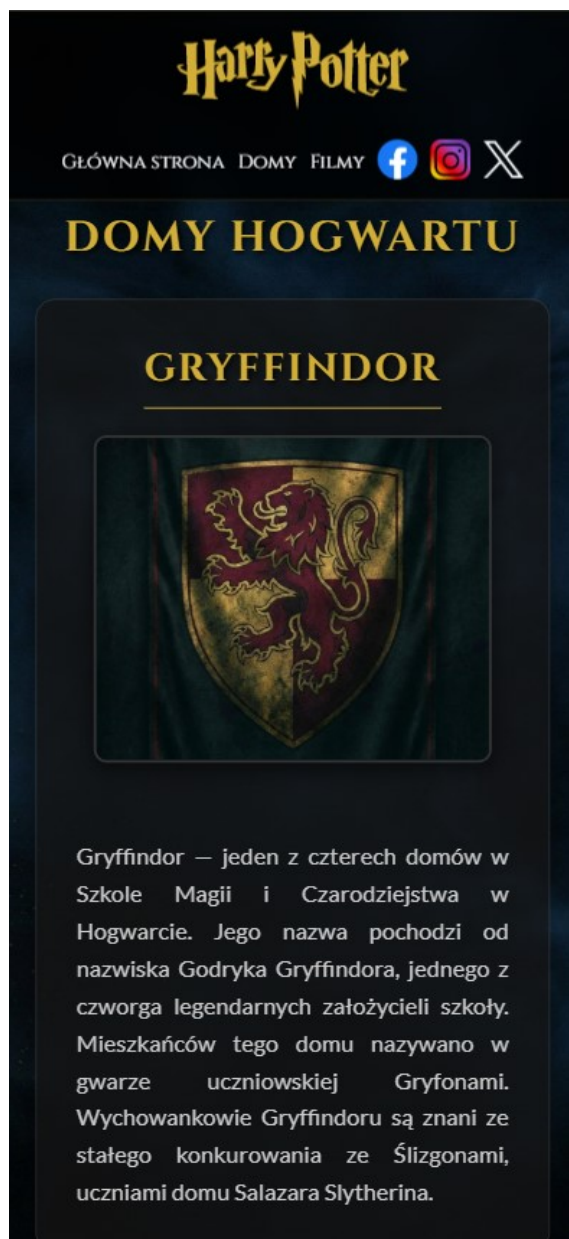 Harry Potter
Główna strona Domy Filmy
DOMY HOGWARTU
GRYFFINDOR
Gryffindor — jeden z czterech domów w
Szkole Magii i Czarodziejstwa w
Hogwarcie. Jego nazwa pochodzi od
nazwiska Godryka Gryffindora, jednego z
czworga legendarnych założycieli szkoły.
Mieszkańców tego domu nazywano w
gwarze uczniowskiej Gryfonami.
Wychowankowie Gryffindoru są znani ze
stałego konkurowania ze Ślizgonami,
uczniami domu Salazara Slytherina.